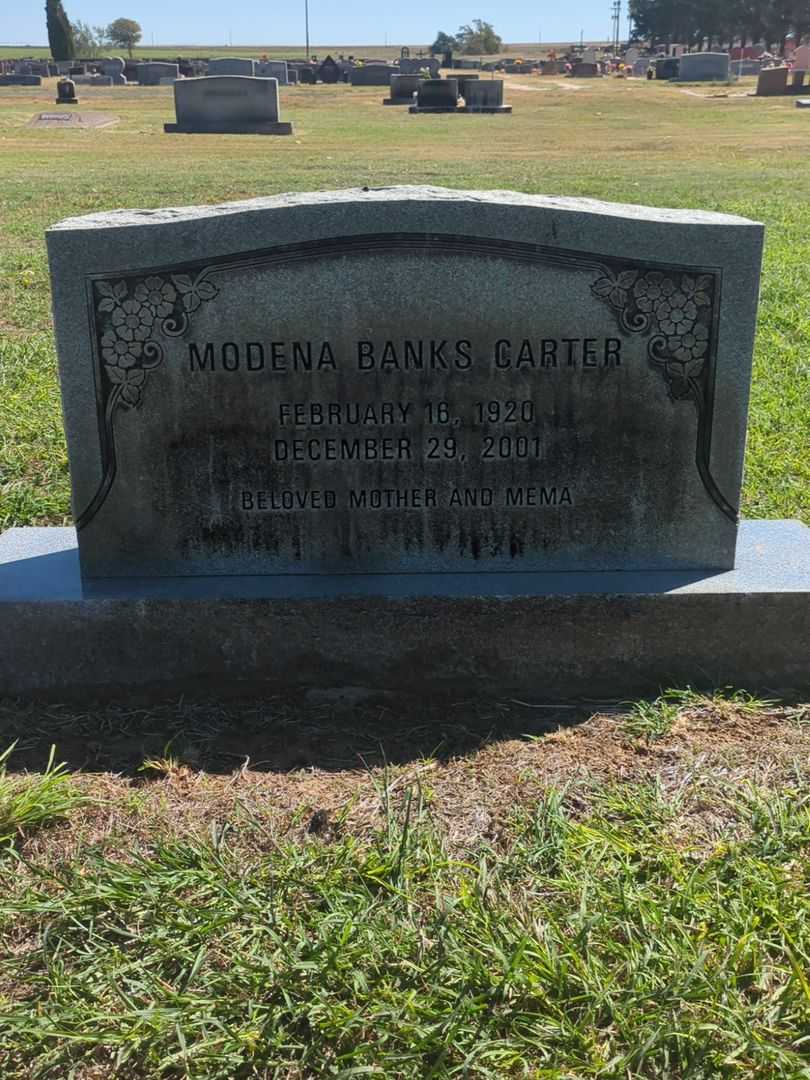 MODENA BANKS CARTER
FEBRUARY 16, 1920
DECEMBER 29, 2001
BELOVED MOTHER AND MEMA